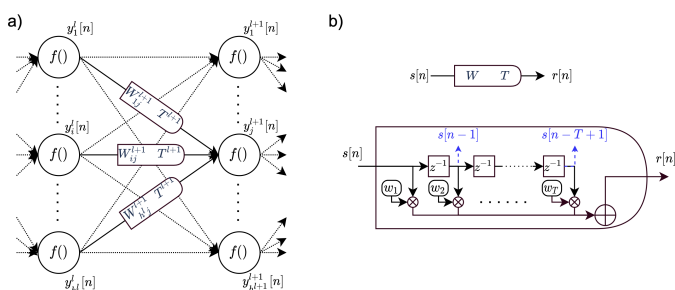 a)
y_1^l[n]
y_1^{l+1}[n]
f()
f()
W_{1j}^{l+1} T^{l+1}
y_i^l[n]
y_j^{l+1}[n]
f()
W_{ij}^{l+1} T^{l+1}
f()
W_{h^l j}^{l+1} T^{l+1}
f()
f()
y_{h^l}^l[n]
y_{h^{l+1}}^{l+1}[n]
b)
s[n] W T r[n]
s[n-1] s[n-T+1]
s[n]
z^{-1} z^{-1} z^{-1}
r[n]
w_1 w_2 w_T